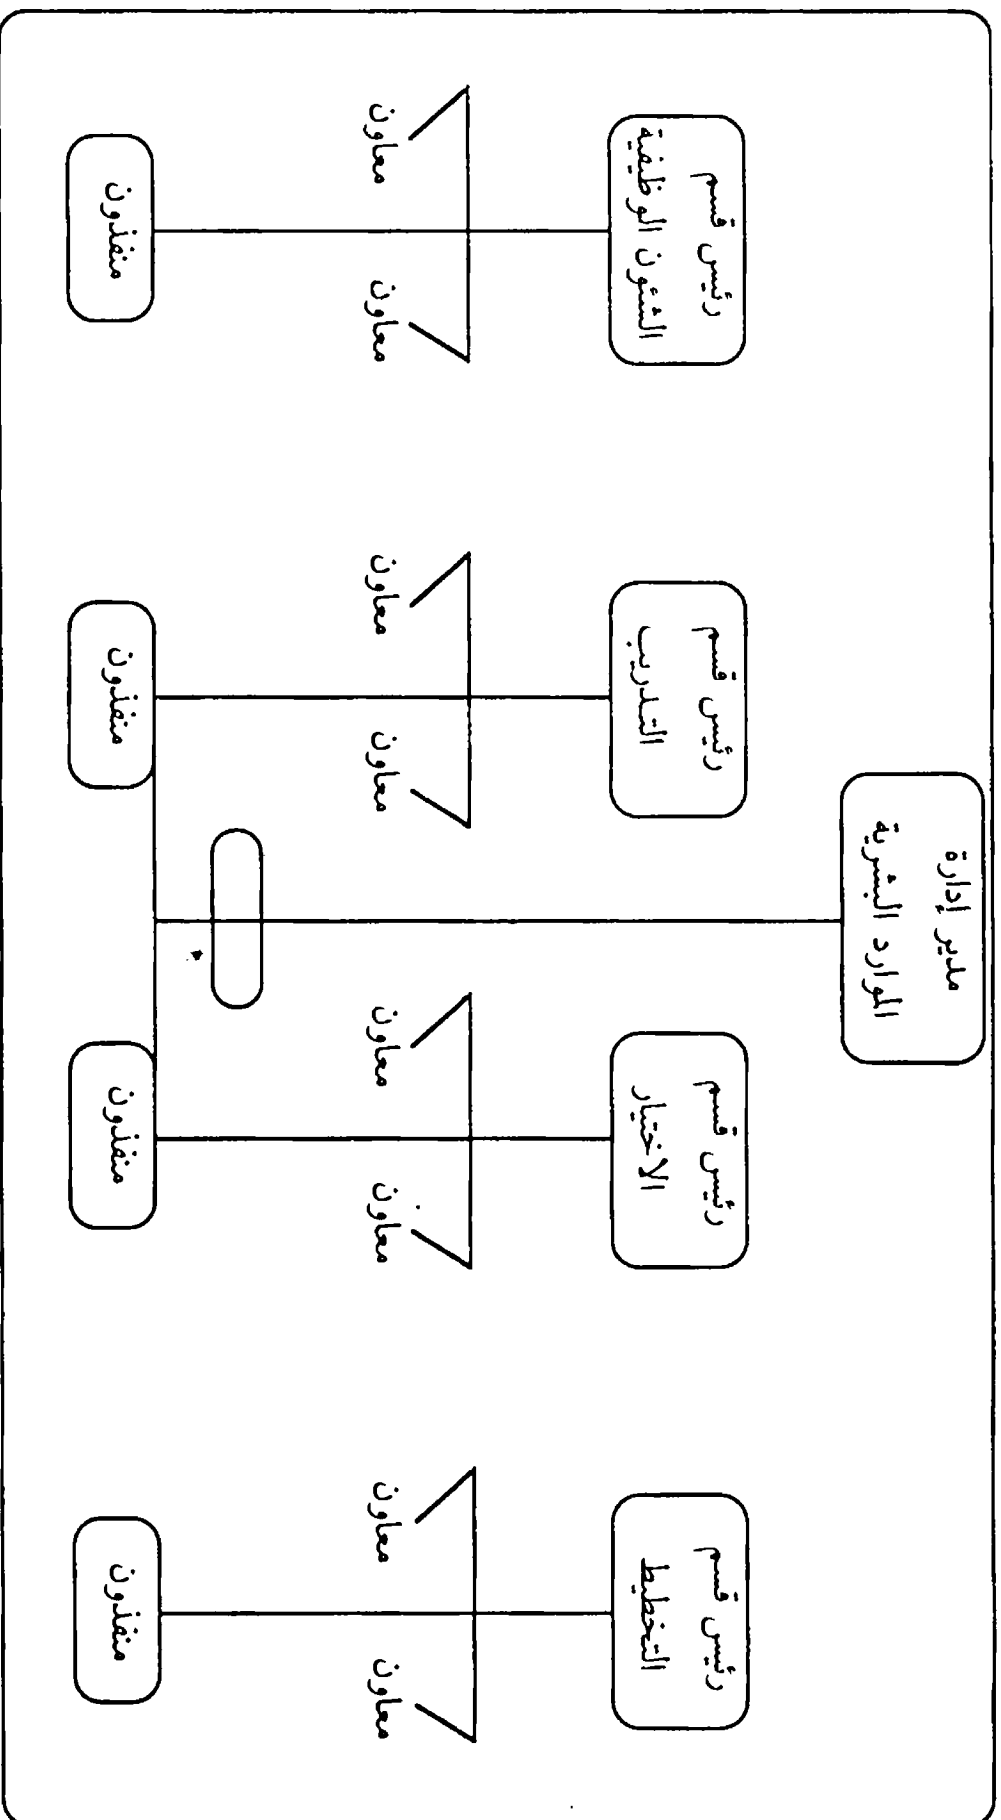 مدير إدارة
الموارد البشرية
رئيس قسم
التخطيط
رئيس قسم
الاختيار
رئيس قسم
التدريب
رئيس قسم
الشئون الوظيفية
معاون
معاون
معاون
معاون
معاون
معاون
معاون
معاون
منفذون
منفذون
منفذون
منفذون